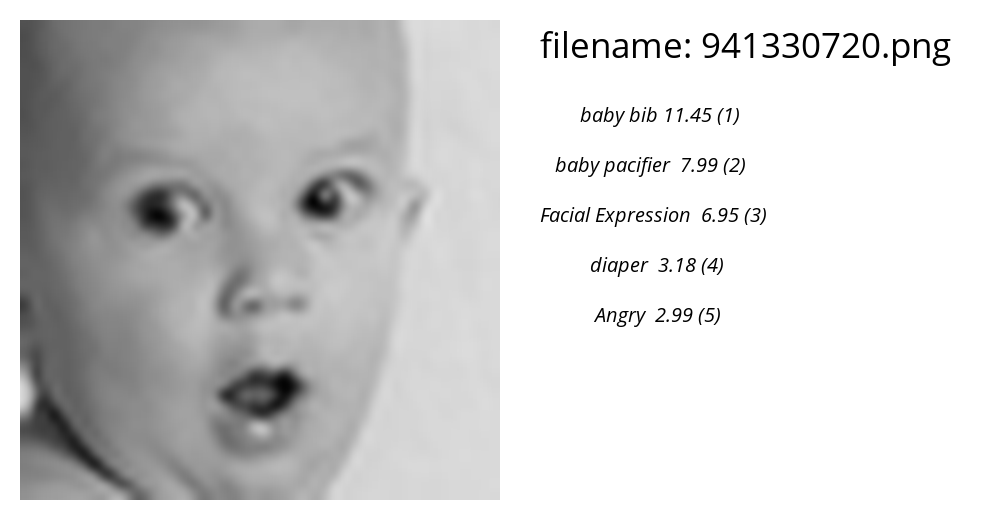 filename: 941330720.png
baby bib 11.45 (1)
baby pacifier 7.99 (2)
Facial Expression 6.95 (3)
diaper 3.18 (4)
Angry 2.99 (5)